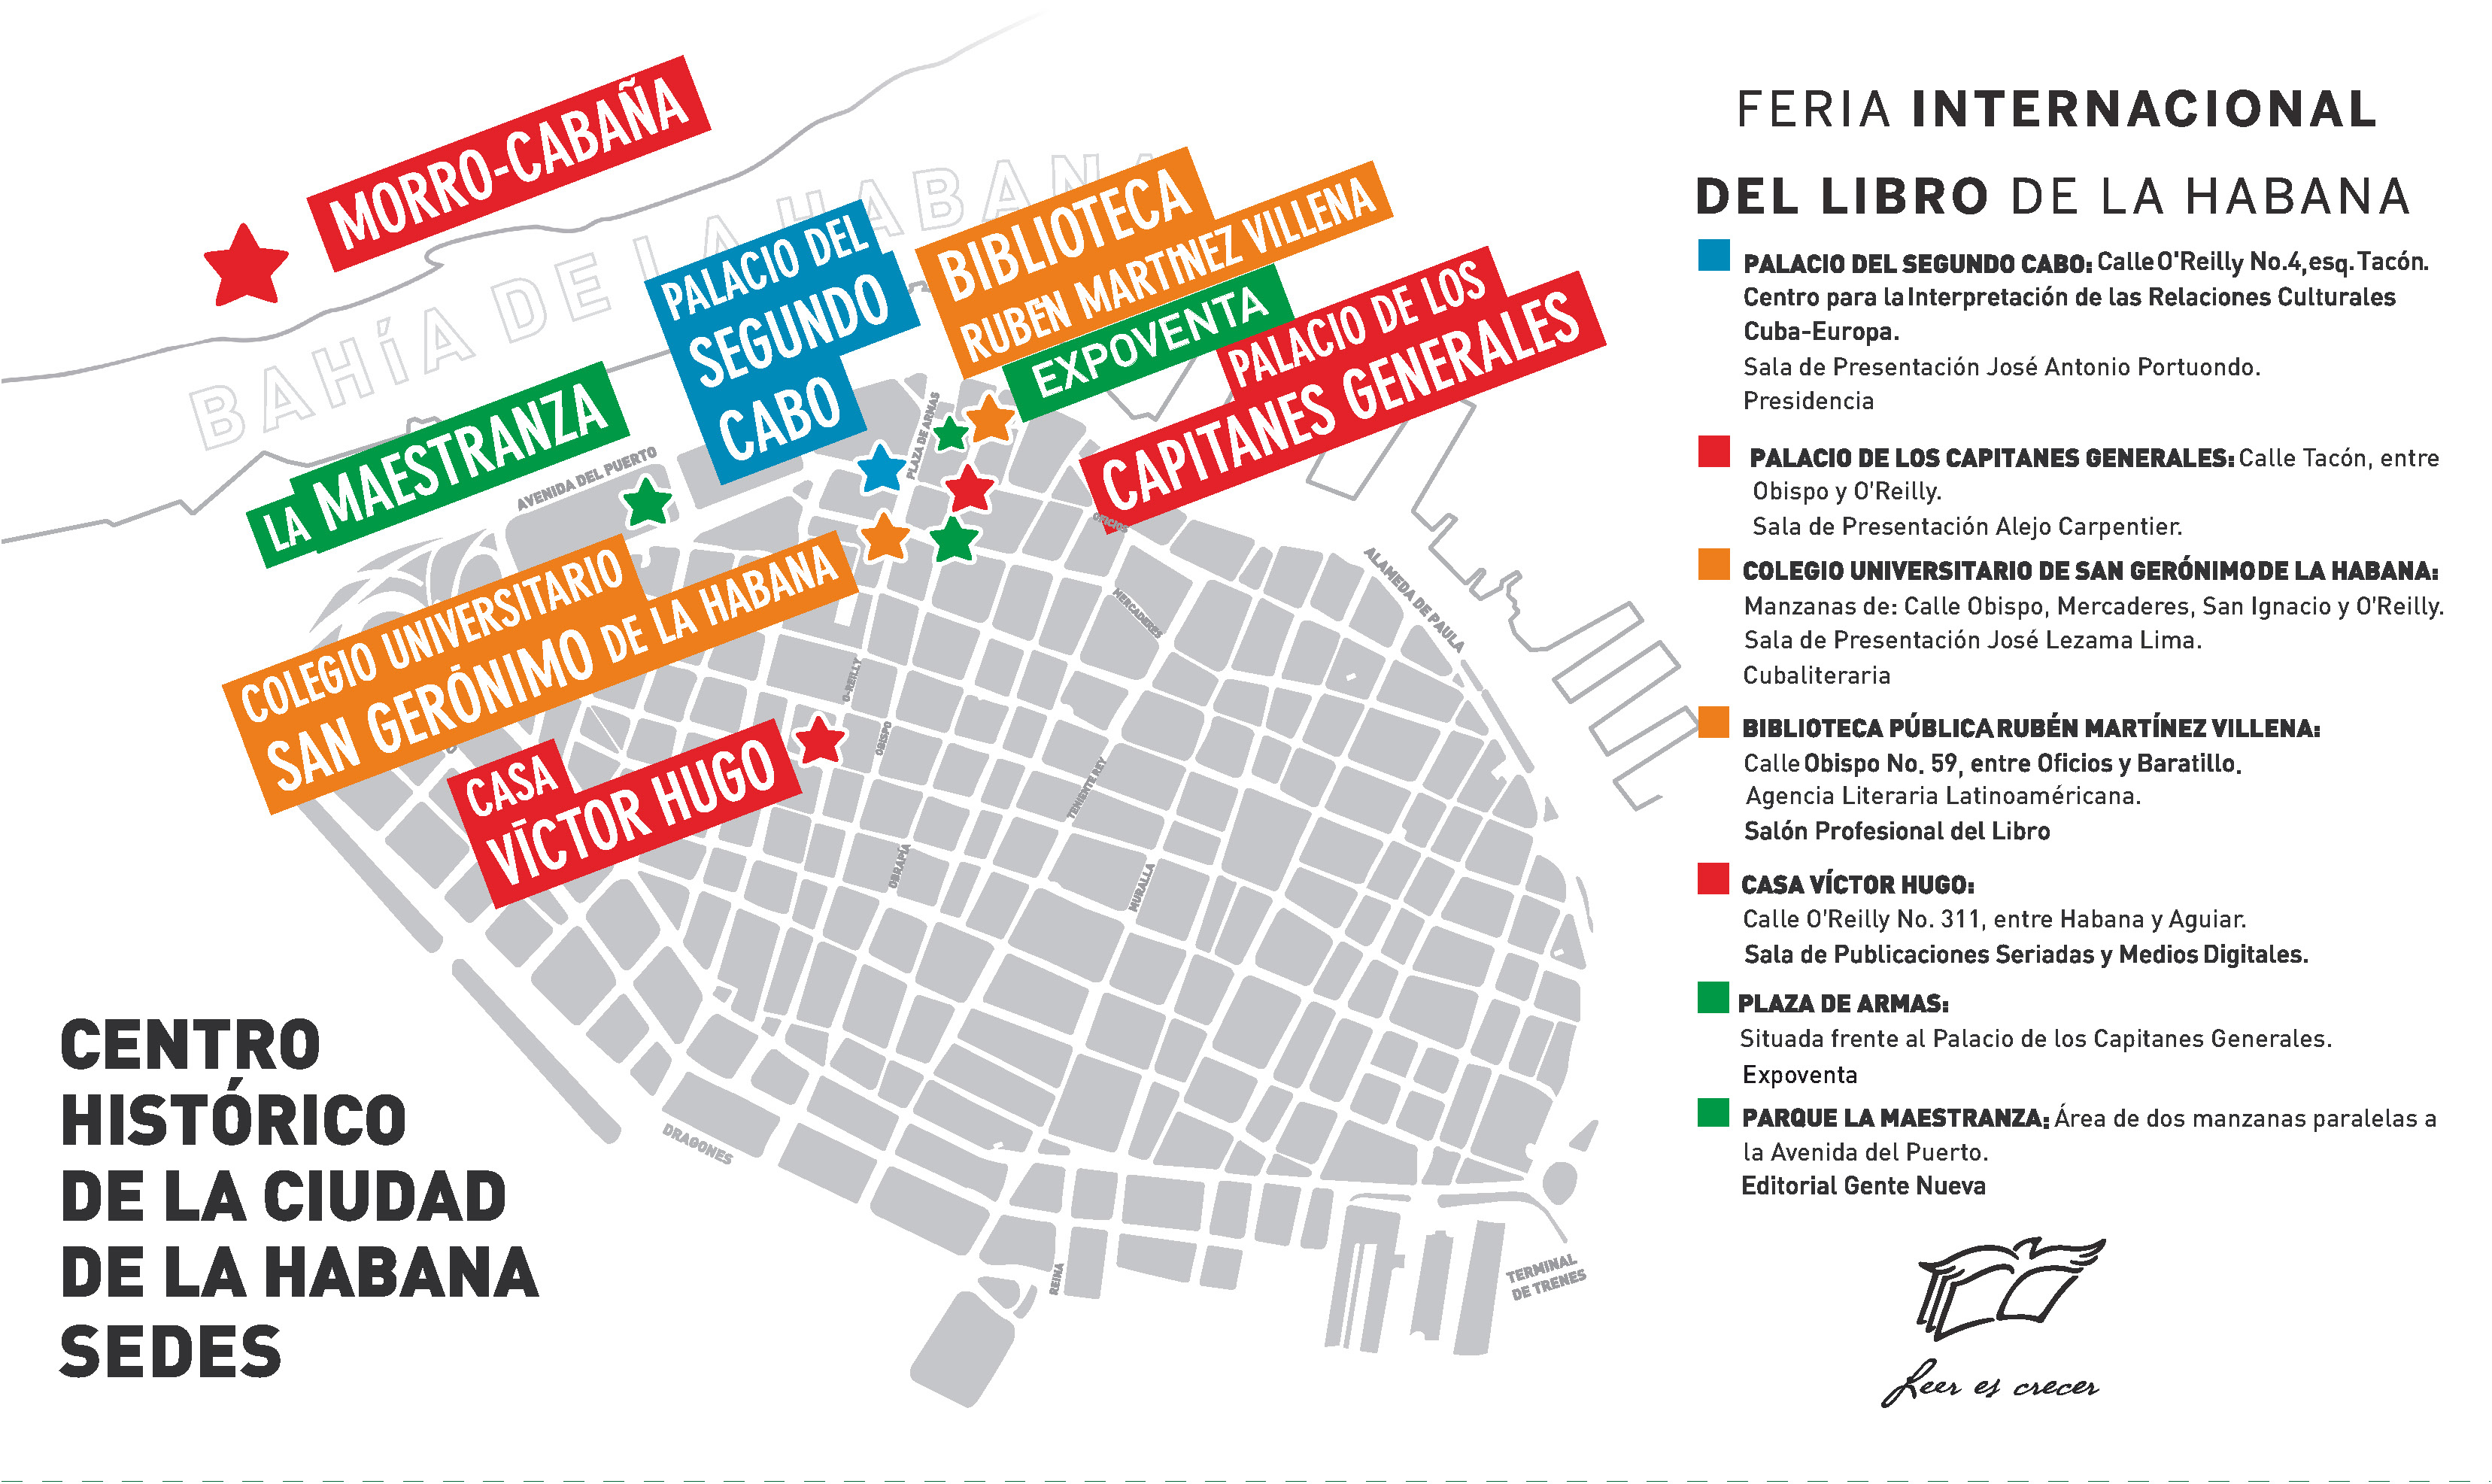 MORRO-CABAÑA
BAHÍA DE LA HABANA
PALACIO DEL
SEGUNDO
CABO
BIBLIOTECA
RUBEN MARTÍNEZ VILLENA
EXPOVENTA
PALACIO DE LOS
CAPITANES GENERALES
LA MAESTRANZA
AVENIDA DEL PUERTO
PLAZA DE ARMAS
OFICIOS
COLEGIO UNIVERSITARIO
SAN GERÓNIMO DE LA HABANA
MERCADERES
ALAMEDA DE PAULA
CASA
VÍCTOR HUGO
O-REILLY
OBISPO
TENIENTE REY
OBRAPÍA
MURALLA
DRAGONES
REINA
TERMINAL
DE TRENES
CENTRO
HISTÓRICO
DE LA CIUDAD
DE LA HABANA
SEDES
FERIA INTERNACIONAL
DEL LIBRO DE LA HABANA
PALACIO DEL SEGUNDO CABO: Calle O'Reilly No.4, esq. Tacón.
Centro para la Interpretación de las Relaciones Culturales
Cuba-Europa.
Sala de Presentación José Antonio Portuondo.
Presidencia
PALACIO DE LOS CAPITANES GENERALES: Calle Tacón, entre
Obispo y O'Reilly.
Sala de Presentación Alejo Carpentier.
COLEGIO UNIVERSITARIO DE SAN GERÓNIMO DE LA HABANA:
Manzanas de: Calle Obispo, Mercaderes, San Ignacio y O'Reilly.
Sala de Presentación José Lezama Lima.
Cubaliteraria
BIBLIOTECA PÚBLICA RUBÉN MARTÍNEZ VILLENA:
Calle Obispo No. 59, entre Oficios y Baratillo.
Agencia Literaria Latinoaméricana.
Salón Profesional del Libro
CASA VÍCTOR HUGO:
Calle O'Reilly No. 311, entre Habana y Aguiar.
Sala de Publicaciones Seriadas y Medios Digitales.
PLAZA DE ARMAS:
Situada frente al Palacio de los Capitanes Generales.
Expoventa
PARQUE LA MAESTRANZA: Área de dos manzanas paralelas a
la Avenida del Puerto.
Editorial Gente Nueva
Leer es crecer